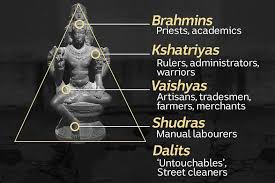 Brahmins
Priests, academics
Kshatriyas
Rulers, administrators,
warriors
Vaishyas
Artisans, tradesmen,
farmers, merchants
Shudras
Manual labourers
Dalits
'Untouchables',
Street cleaners